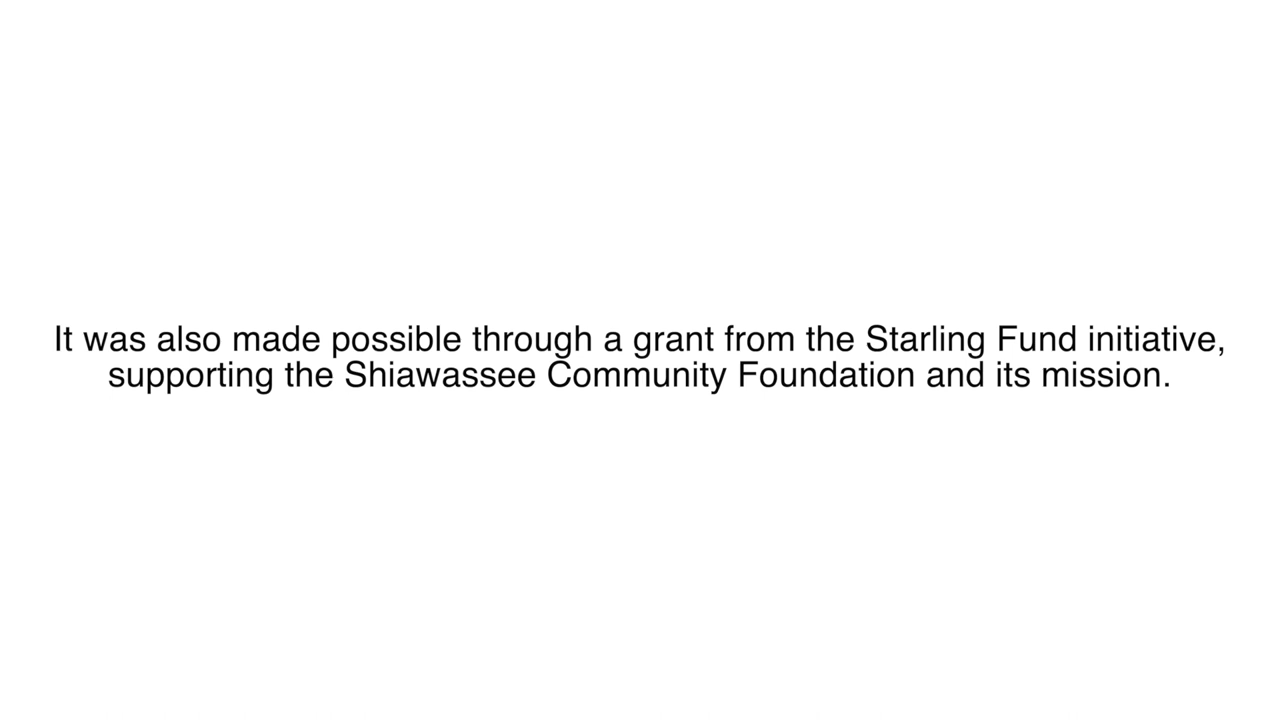 It was also made possible through a grant from the Starling Fund initiative,
supporting the Shiawassee Community Foundation and its mission.